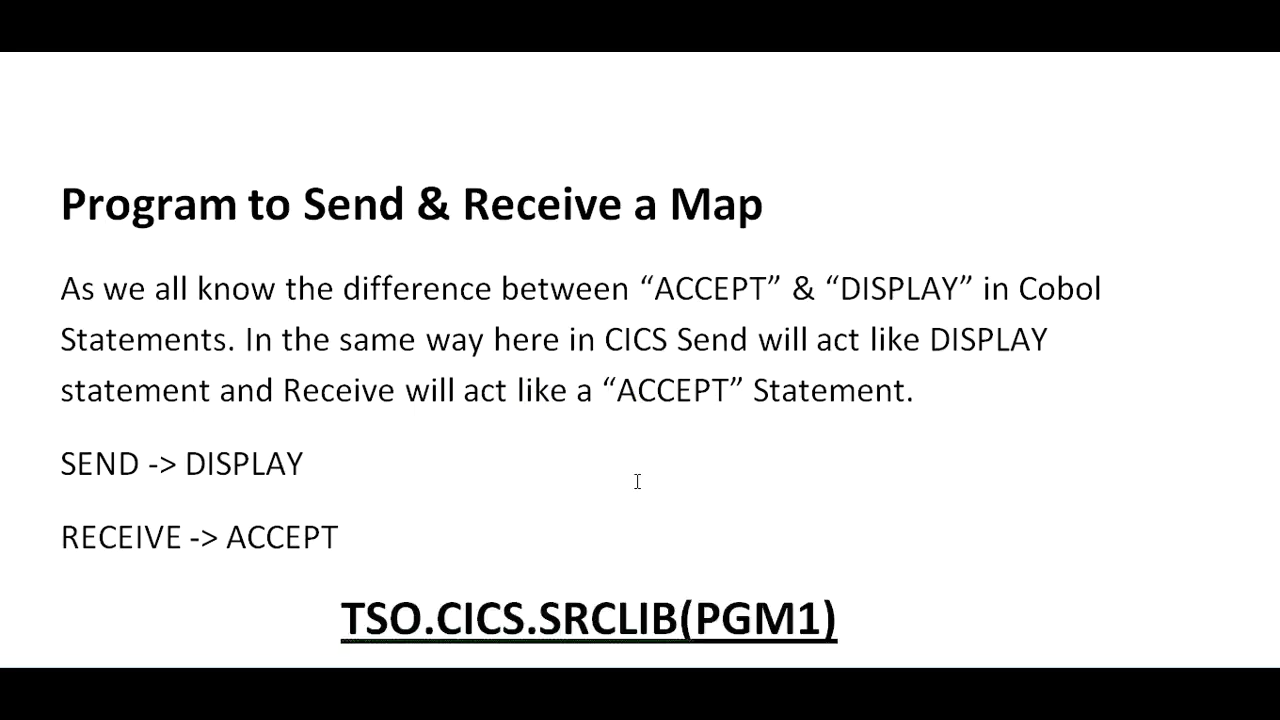 Program to Send & Receive a Map
As we all know the difference between “ACCEPT” & “DISPLAY” in Cobol
Statements. In the same way here in CICS Send will act like DISPLAY
statement and Receive will act like a “ACCEPT” Statement.
SEND -> DISPLAY
RECEIVE -> ACCEPT
TSO.CICS.SRCLIB(PGM1)